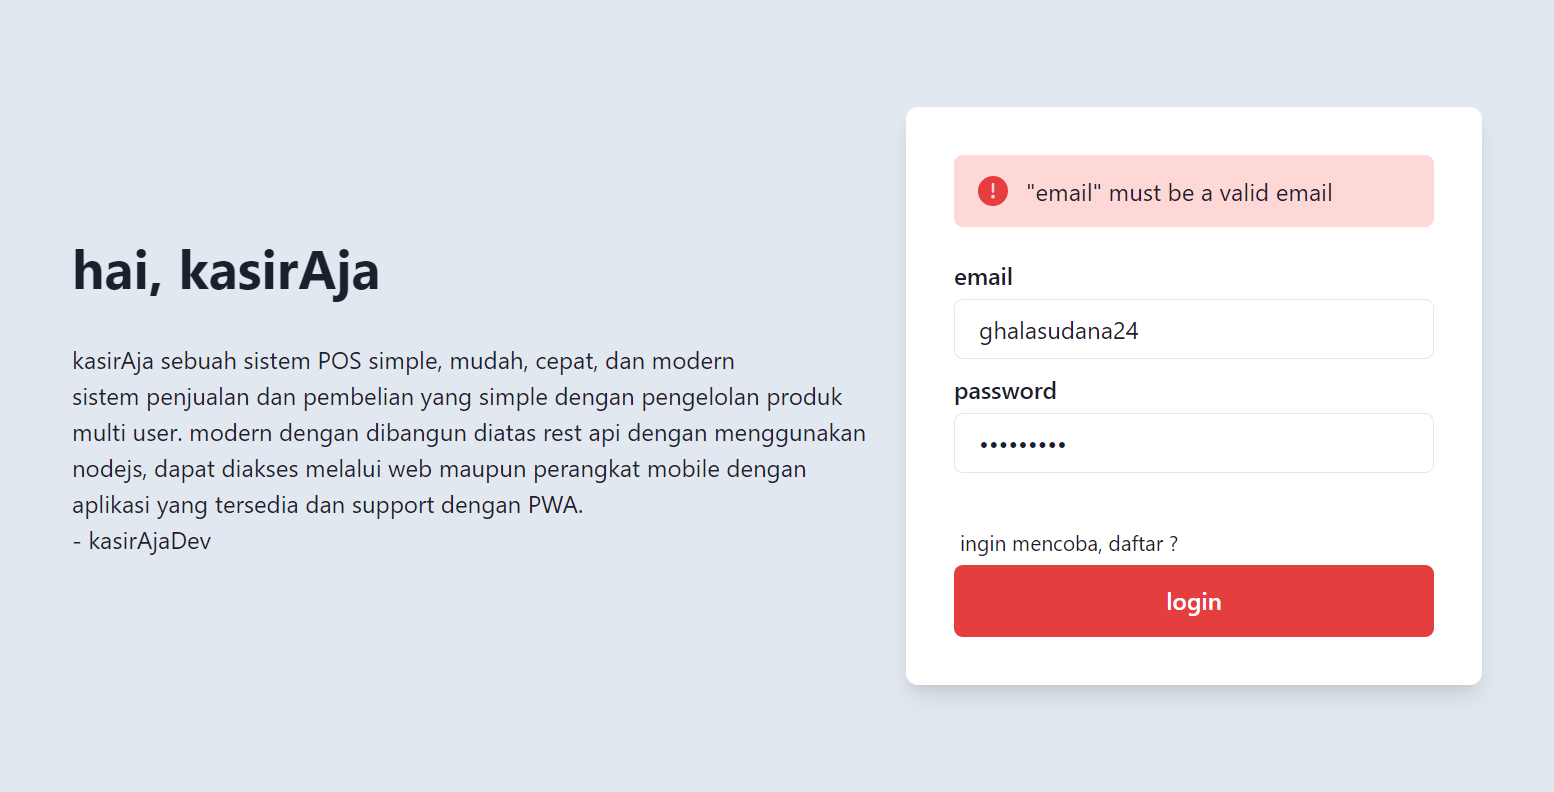 hai, kasirAja
kasirAja sebuah sistem POS simple, mudah, cepat, dan modern
sistem penjualan dan pembelian yang simple dengan pengelolan produk
multi user. modern dengan dibangun diatas rest api dengan menggunakan
nodejs, dapat diakses melalui web maupun perangkat mobile dengan
aplikasi yang tersedia dan support dengan PWA.
- kasirAjaDev
"email" must be a valid email
email
ghalasudana24
password
•••••••••
ingin mencoba, daftar ?
login